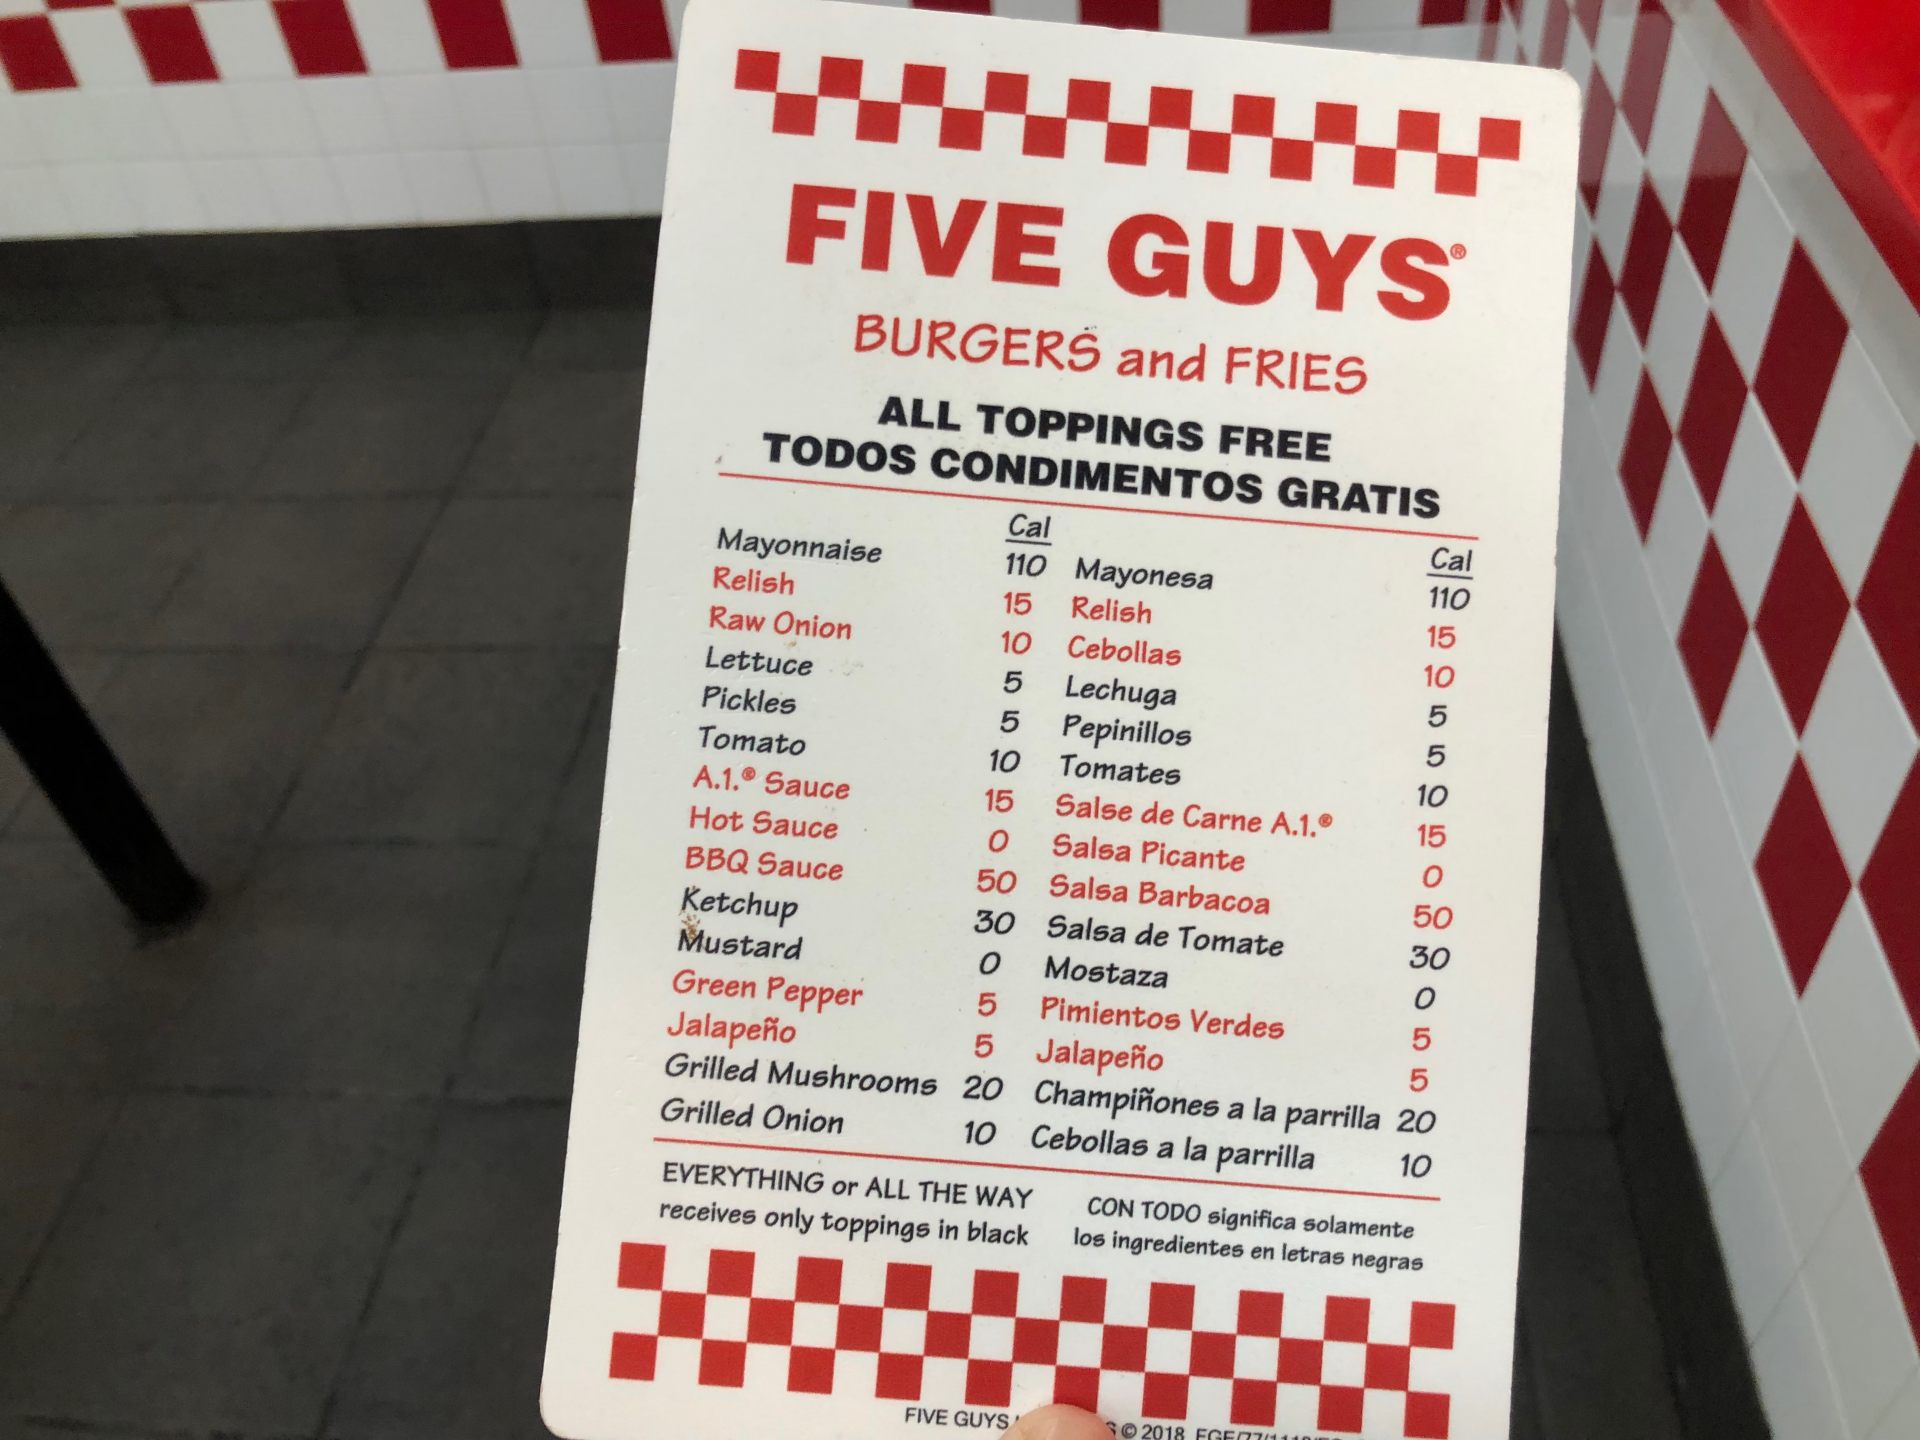 FIVE GUYS®
BURGERS and FRIES
ALL TOPPINGS FREE
TODOS CONDIMENTOS GRATIS
Cal Cal
Mayonnaise 110 Mayonesa 110
Relish 15 Relish 15
Raw Onion 10 Cebollas 10
Lettuce 5 Lechuga 5
Pickles 5 Pepinillos 5
Tomato 10 Tomates 10
A.1.® Sauce 15 Salse de Carne A.1.® 15
Hot Sauce 0 Salsa Picante 0
BBQ Sauce 50 Salsa Barbacoa 50
Ketchup 30 Salsa de Tomate 30
Mustard 0 Mostaza 0
Green Pepper 5 Pimientos Verdes 5
Jalapeño 5 Jalapeño 5
Grilled Mushrooms 20 Champiñones a la parrilla 20
Grilled Onion 10 Cebollas a la parrilla 10
EVERYTHING or ALL THE WAY
receives only toppings in black
CON TODO significa solamente
los ingredientes en letras negras
FIVE GUYS © 2018